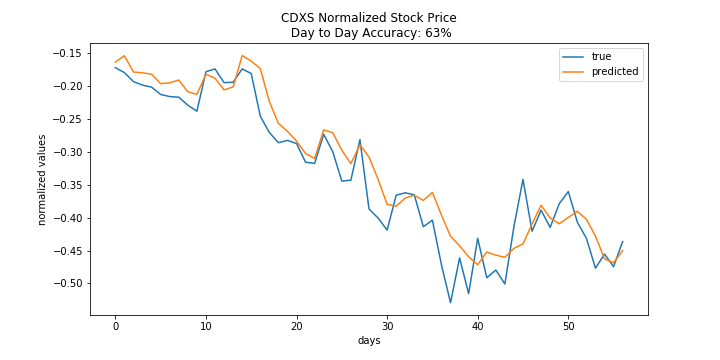 CDXS Normalized Stock Price
Day to Day Accuracy: 63%
true
predicted
normalized values
−0.15
−0.20
−0.25
−0.30
−0.35
−0.40
−0.45
−0.50
0
10
20
30
40
50
days